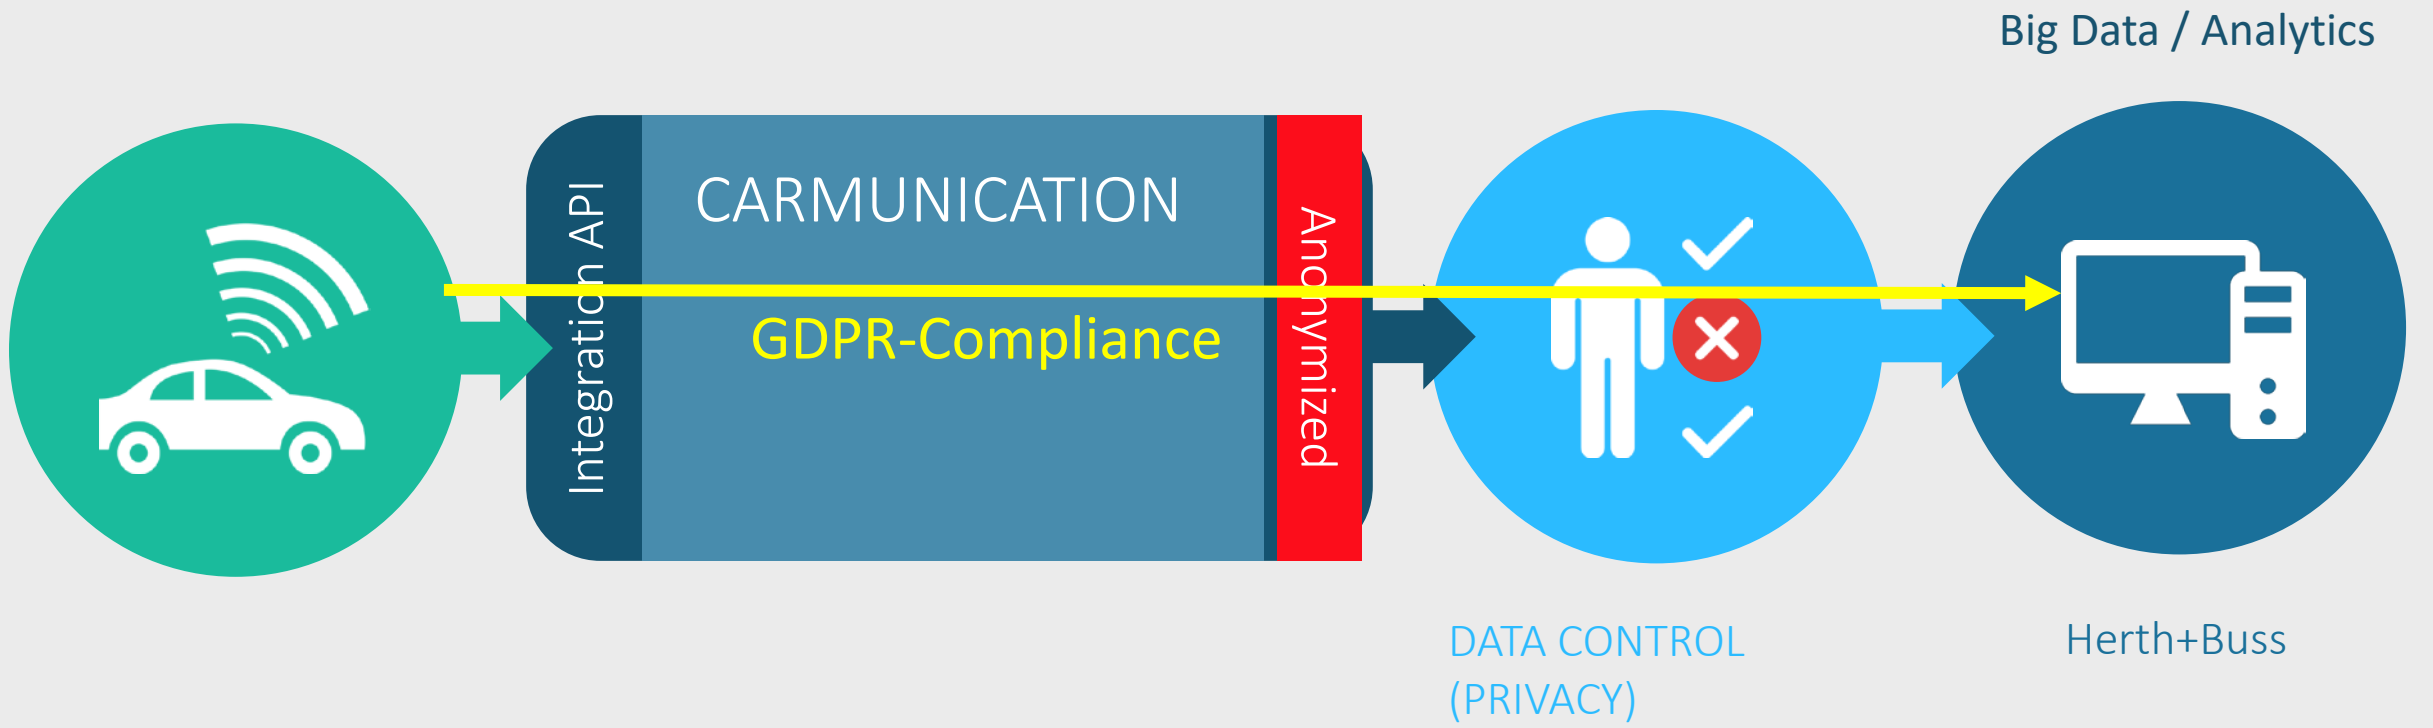 Big Data / Analytics
Integration API
CARMUNICATION
GDPR-Compliance
Anonymized
DATA CONTROL
(PRIVACY)
Herth+Buss